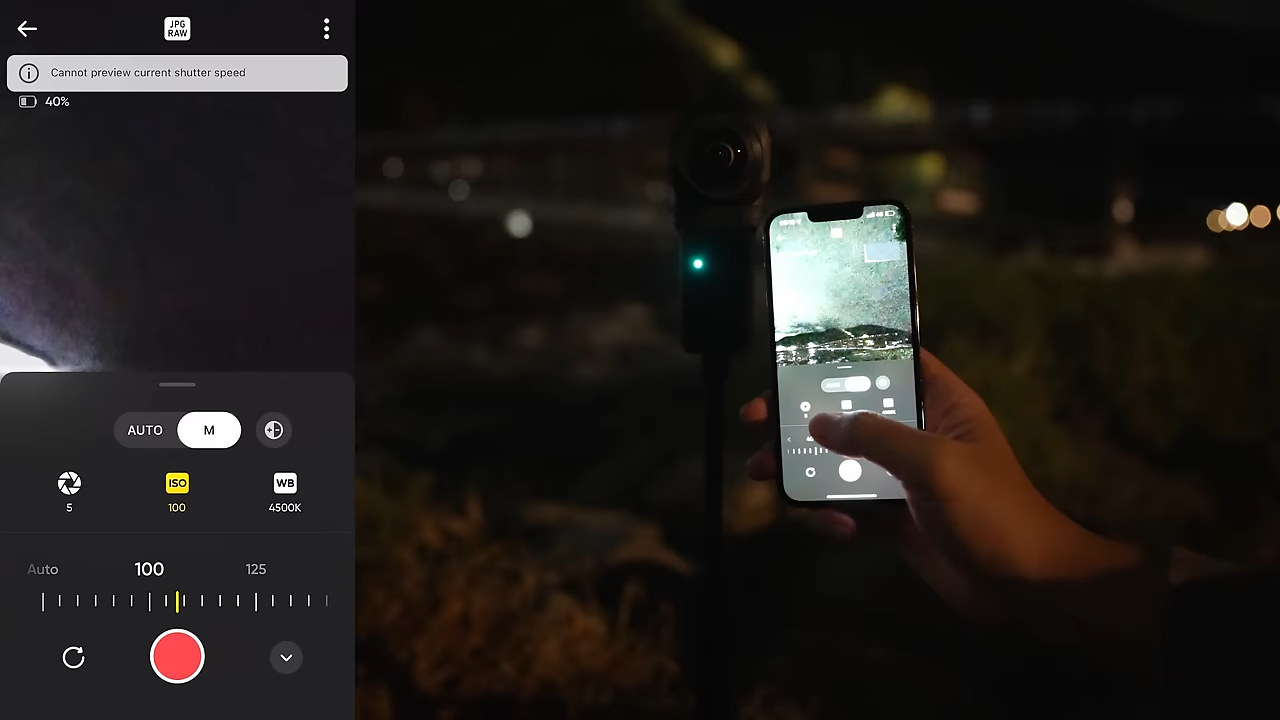 JPG
RAW
Cannot preview current shutter speed
40%
AUTO
M
ISO
WB
5
100
4500K
Auto
100
125